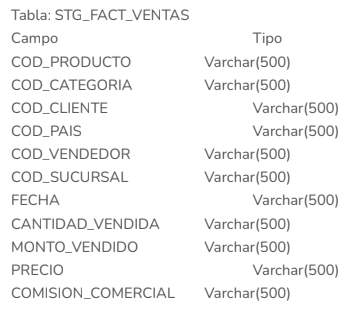 Tabla: STG_FACT_VENTAS
Campo Tipo
COD_PRODUCTO Varchar(500)
COD_CATEGORIA Varchar(500)
COD_CLIENTE Varchar(500)
COD_PAIS Varchar(500)
COD_VENDEDOR Varchar(500)
COD_SUCURSAL Varchar(500)
FECHA Varchar(500)
CANTIDAD_VENDIDA Varchar(500)
MONTO_VENDIDO Varchar(500)
PRECIO Varchar(500)
COMISION_COMERCIAL Varchar(500)